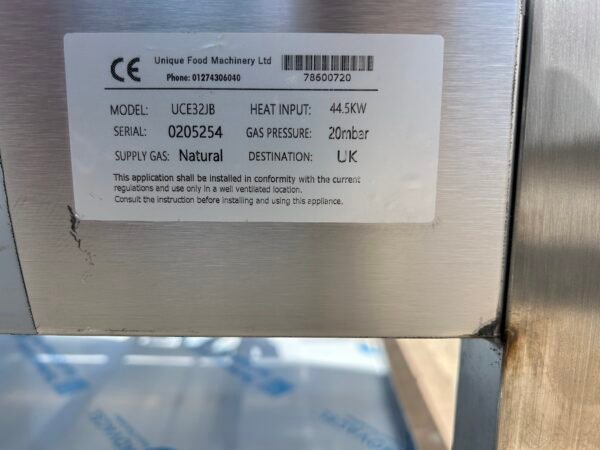 CE Unique Food Machinery Ltd
Phone: 01274306040 78600720
MODEL: UCE32JB HEAT INPUT: 44.5KW
SERIAL: 0205254 GAS PRESSURE: 20mbar
SUPPLY GAS: Natural DESTINATION: UK
This application shall be installed in conformity with the current
regulations and use only in a well ventilated location.
Consult the instruction before installing and using this appliance.